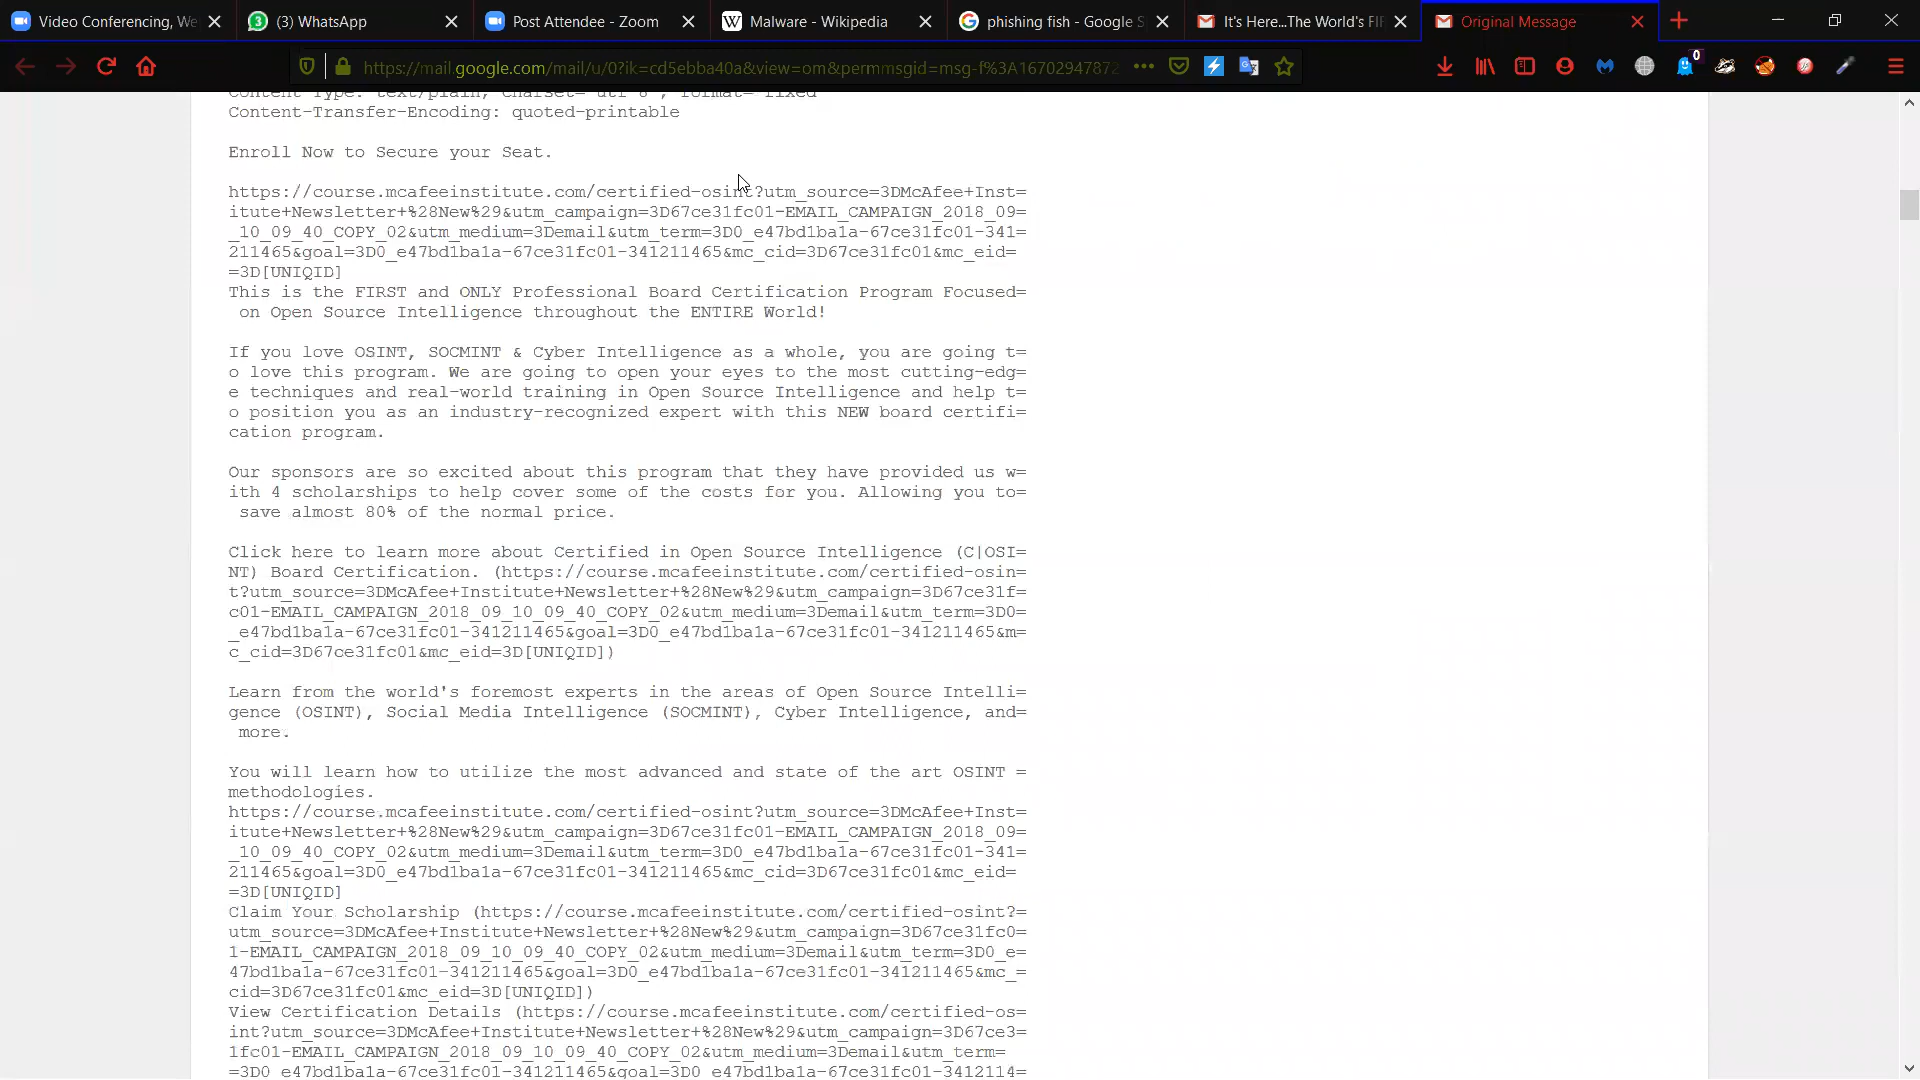 Video Conferencing, We
(3) WhatsApp
Post Attendee - Zoom
Malware - Wikipedia
phishing fish - Google S
It's Here...The World's FIF
Original Message
https://mail.google.com/mail/u/0?ik=cd5ebba40a&view=om&permmsgid=msg-f%3A16702947872
0
Content-Type: text/plain; charset="utf-8"; format="fixed"
Content-Transfer-Encoding: quoted-printable
Enroll Now to Secure your Seat.
https://course.mcafeeinstitute.com/certified-osint?utm_source=3DMcAfee+Inst=
itute+Newsletter+%28New%29&utm_campaign=3D67ce31fc01-EMAIL_CAMPAIGN_2018_09=
_10_09_40_COPY_02&utm_medium=3Demail&utm_term=3D0_e47bd1ba1a-67ce31fc01-341=
211465&goal=3D0_e47bd1ba1a-67ce31fc01-341211465&mc_cid=3D67ce31fc01&mc_eid=
=3D[UNIQID]
This is the FIRST and ONLY Professional Board Certification Program Focused=
on Open Source Intelligence throughout the ENTIRE World!
If you love OSINT, SOCMINT & Cyber Intelligence as a whole, you are going t=
o love this program. We are going to open your eyes to the most cutting-edg=
e techniques and real-world training in Open Source Intelligence and help t=
o position you as an industry-recognized expert with this NEW board certifi=
cation program.
Our sponsors are so excited about this program that they have provided us w=
ith 4 scholarships to help cover some of the costs for you. Allowing you to=
save almost 80% of the normal price.
Click here to learn more about Certified in Open Source Intelligence (C|OSI=
NT) Board Certification. (https://course.mcafeeinstitute.com/certified-osin=
t?utm_source=3DMcAfee+Institute+Newsletter+%28New%29&utm_campaign=3D67ce31f=
c01-EMAIL_CAMPAIGN_2018_09_10_09_40_COPY_02&utm_medium=3Demail&utm_term=3D0=
_e47bd1ba1a-67ce31fc01-341211465&goal=3D0_e47bd1ba1a-67ce31fc01-341211465&m=
c_cid=3D67ce31fc01&mc_eid=3D[UNIQID])
Learn from the world's foremost experts in the areas of Open Source Intelli=
gence (OSINT), Social Media Intelligence (SOCMINT), Cyber Intelligence, and=
more.
You will learn how to utilize the most advanced and state of the art OSINT =
methodologies.
https://course.mcafeeinstitute.com/certified-osint?utm_source=3DMcAfee+Inst=
itute+Newsletter+%28New%29&utm_campaign=3D67ce31fc01-EMAIL_CAMPAIGN_2018_09=
_10_09_40_COPY_02&utm_medium=3Demail&utm_term=3D0_e47bd1ba1a-67ce31fc01-341=
211465&goal=3D0_e47bd1ba1a-67ce31fc01-341211465&mc_cid=3D67ce31fc01&mc_eid=
=3D[UNIQID]
Claim Your Scholarship (https://course.mcafeeinstitute.com/certified-osint?=
utm_source=3DMcAfee+Institute+Newsletter+%28New%29&utm_campaign=3D67ce31fc0=
1-EMAIL_CAMPAIGN_2018_09_10_09_40_COPY_02&utm_medium=3Demail&utm_term=3D0_e=
47bd1ba1a-67ce31fc01-341211465&goal=3D0_e47bd1ba1a-67ce31fc01-341211465&mc_=
cid=3D67ce31fc01&mc_eid=3D[UNIQID])
View Certification Details (https://course.mcafeeinstitute.com/certified-os=
int?utm_source=3DMcAfee+Institute+Newsletter+%28New%29&utm_campaign=3D67ce3=
1fc01-EMAIL_CAMPAIGN_2018_09_10_09_40_COPY_02&utm_medium=3Demail&utm_term=
=3D0_e47bd1ba1a-67ce31fc01-341211465&goal=3D0_e47bd1ba1a-67ce31fc01-3412114=